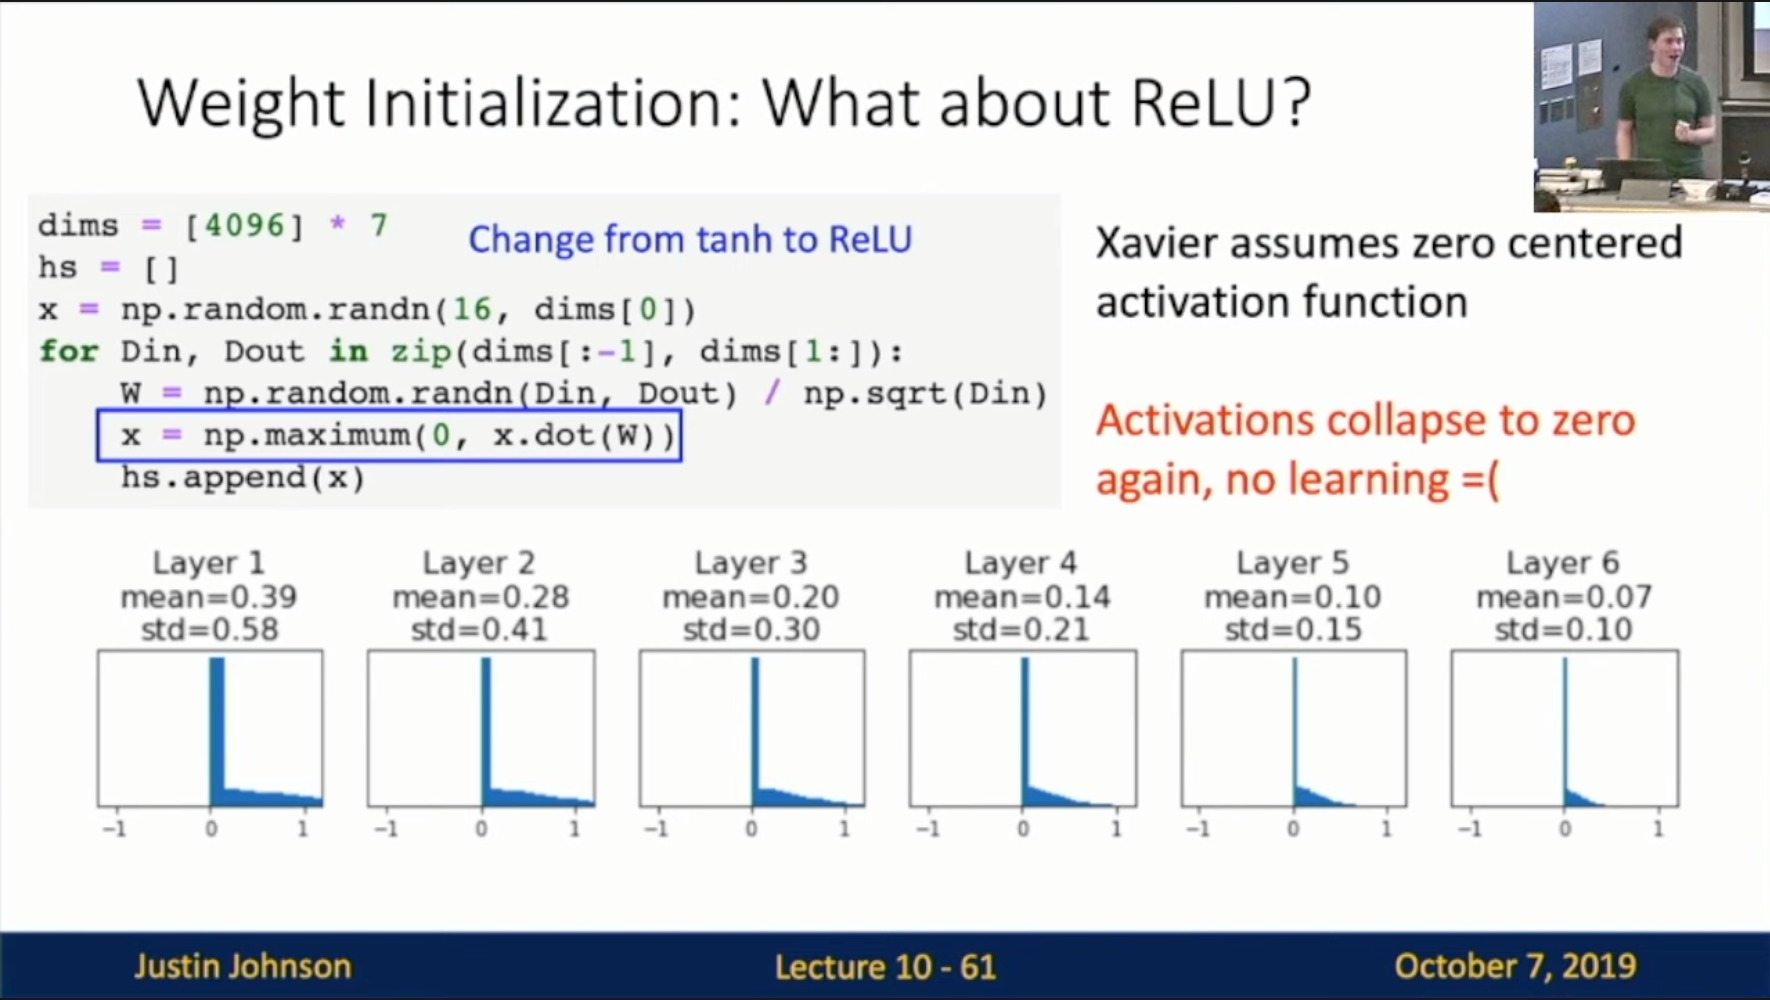 Weight Initialization: What about ReLU?
dims = [4096] * 7
Change from tanh to ReLU
hs = []
x = np.random.randn(16, dims[0])
for Din, Dout in zip(dims[:-1], dims[1:]):
W = np.random.randn(Din, Dout) / np.sqrt(Din)
x = np.maximum(0, x.dot(W))
hs.append(x)
Xavier assumes zero centered
activation function
Activations collapse to zero
again, no learning =(
Layer 1
mean=0.39
std=0.58
-1 0 1
Layer 2
mean=0.28
std=0.41
-1 0 1
Layer 3
mean=0.20
std=0.30
-1 0 1
Layer 4
mean=0.14
std=0.21
-1 0 1
Layer 5
mean=0.10
std=0.15
-1 0 1
Layer 6
mean=0.07
std=0.10
-1 0 1
Justin Johnson
Lecture 10 - 61
October 7, 2019